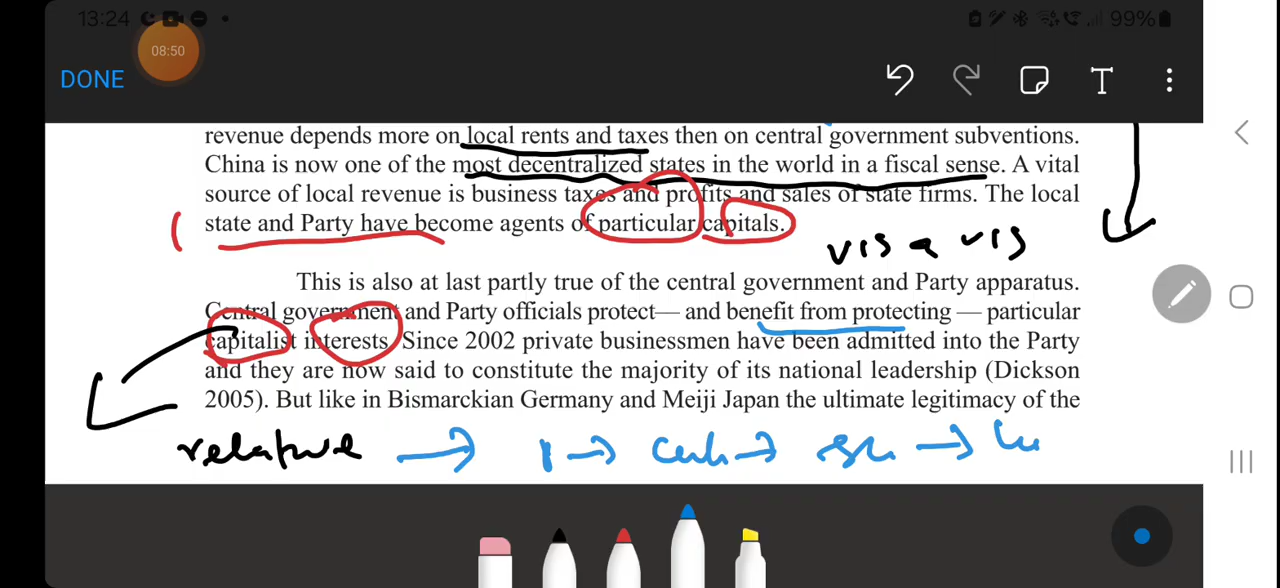 13:24 99%
08:50
DONE T
revenue depends more on local rents and taxes then on central government subventions.
China is now one of the most decentralized states in the world in a fiscal sense. A vital
source of local revenue is business taxes and profits and sales of state firms. The local
state and Party have become agents of particular capitals.
vis a vis
This is also at last partly true of the central government and Party apparatus.
Central government and Party officials protect— and benefit from protecting — particular
capitalist interests. Since 2002 private businessmen have been admitted into the Party
and they are now said to constitute the majority of its national leadership (Dickson
2005). But like in Bismarckian Germany and Meiji Japan the ultimate legitimacy of the
relative